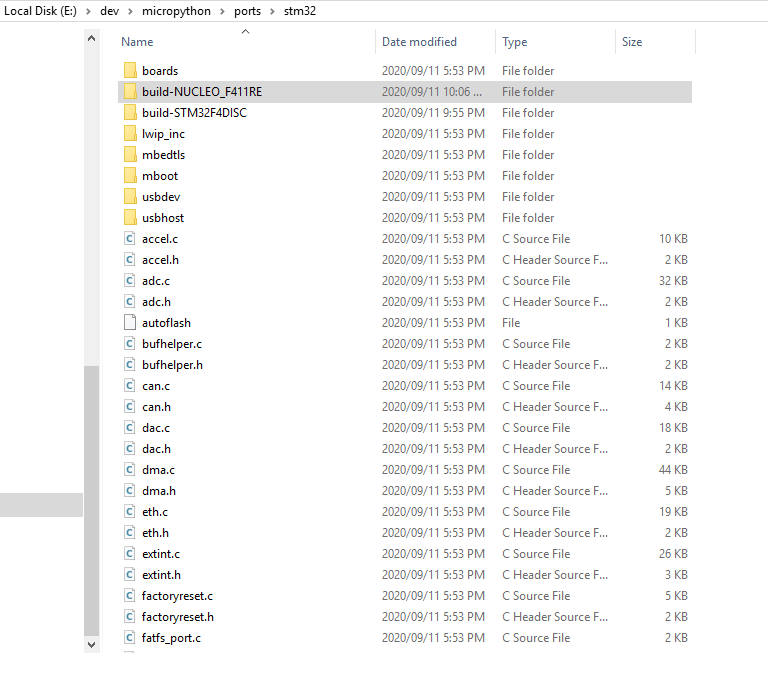 Local Disk (E:) > dev > micropython > ports > stm32
Name Date modified Type Size
boards 2020/09/11 5:53 PM File folder
build-NUCLEO_F411RE 2020/09/11 10:06 ... File folder
build-STM32F4DISC 2020/09/11 9:55 PM File folder
lwip_inc 2020/09/11 5:53 PM File folder
mbedtls 2020/09/11 5:53 PM File folder
mboot 2020/09/11 5:53 PM File folder
usbdev 2020/09/11 5:53 PM File folder
usbhost 2020/09/11 5:53 PM File folder
accel.c 2020/09/11 5:53 PM C Source File 10 KB
accel.h 2020/09/11 5:53 PM C Header Source F... 2 KB
adc.c 2020/09/11 5:53 PM C Source File 32 KB
adc.h 2020/09/11 5:53 PM C Header Source F... 2 KB
autoflash 2020/09/11 5:53 PM File 1 KB
bufhelper.c 2020/09/11 5:53 PM C Source File 2 KB
bufhelper.h 2020/09/11 5:53 PM C Header Source F... 2 KB
can.c 2020/09/11 5:53 PM C Source File 14 KB
can.h 2020/09/11 5:53 PM C Header Source F... 4 KB
dac.c 2020/09/11 5:53 PM C Source File 18 KB
dac.h 2020/09/11 5:53 PM C Header Source F... 2 KB
dma.c 2020/09/11 5:53 PM C Source File 44 KB
dma.h 2020/09/11 5:53 PM C Header Source F... 5 KB
eth.c 2020/09/11 5:53 PM C Source File 19 KB
eth.h 2020/09/11 5:53 PM C Header Source F... 2 KB
extint.c 2020/09/11 5:53 PM C Source File 26 KB
extint.h 2020/09/11 5:53 PM C Header Source F... 3 KB
factoryreset.c 2020/09/11 5:53 PM C Source File 5 KB
factoryreset.h 2020/09/11 5:53 PM C Header Source F... 2 KB
fatfs_port.c 2020/09/11 5:53 PM C Source File 2 KB